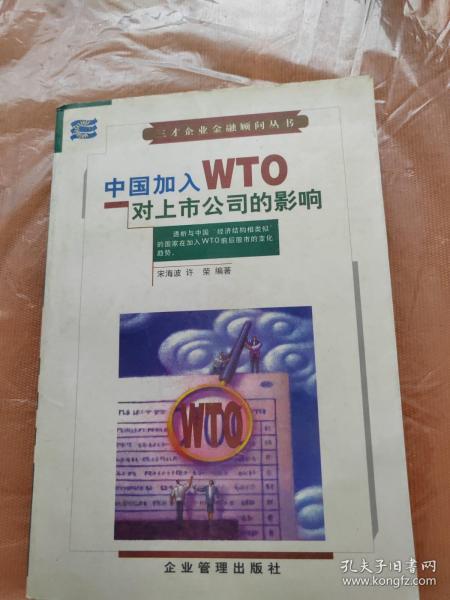 三才企业金融顾问丛书
中国加入WTO
对上市公司的影响
透析与中国“经济结构相类似”
的国家在加入WTO前后股市的变化
趋势。
宋海波 许 荣 编著
WTO
企业管理出版社
孔夫子旧书网
www.kongfz.com